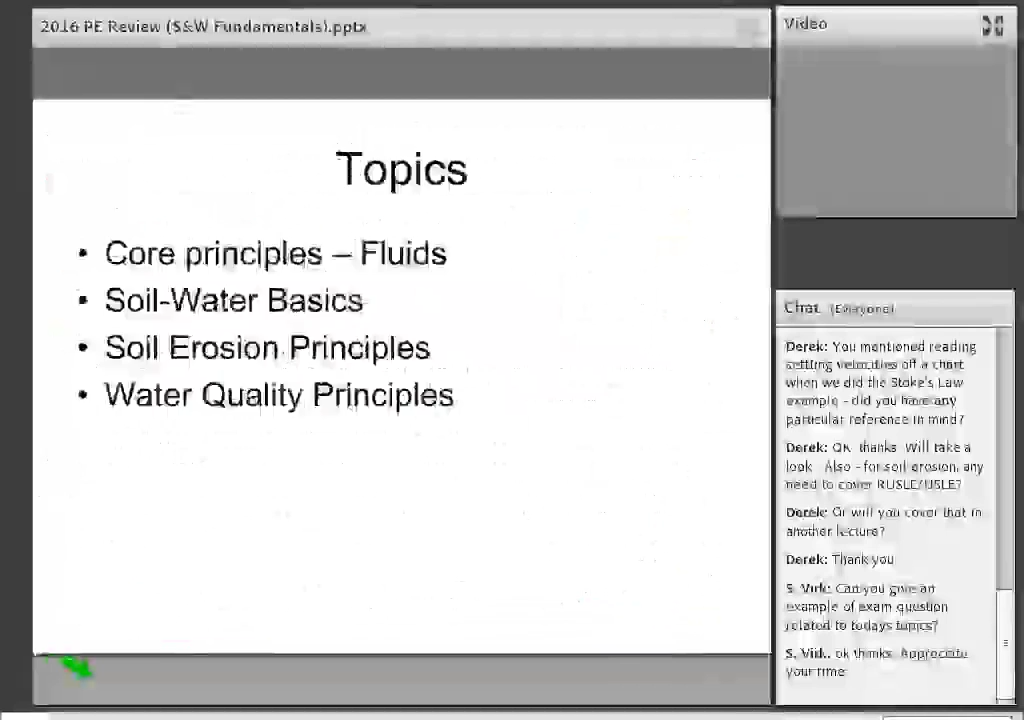 2016 PE Review (S&W Fundamentals).pptx
Topics
• Core principles – Fluids
• Soil-Water Basics
• Soil Erosion Principles
• Water Quality Principles
Video
Chat (Everyone)
Derek: You mentioned reading
settling velocities off a chart
when we did the Stoke's Law
example - did you have any
particular reference in mind?
Derek: OK thanks. Will take a
look. Also - for soil erosion, any
need to cover RUSLE/USLE?
Derek: Or will you cover that in
another lecture?
Derek: Thank you
S. Virk: Can you give an
example of exam question
related to todays topics?
S. ok thnks. Appreciate
your time